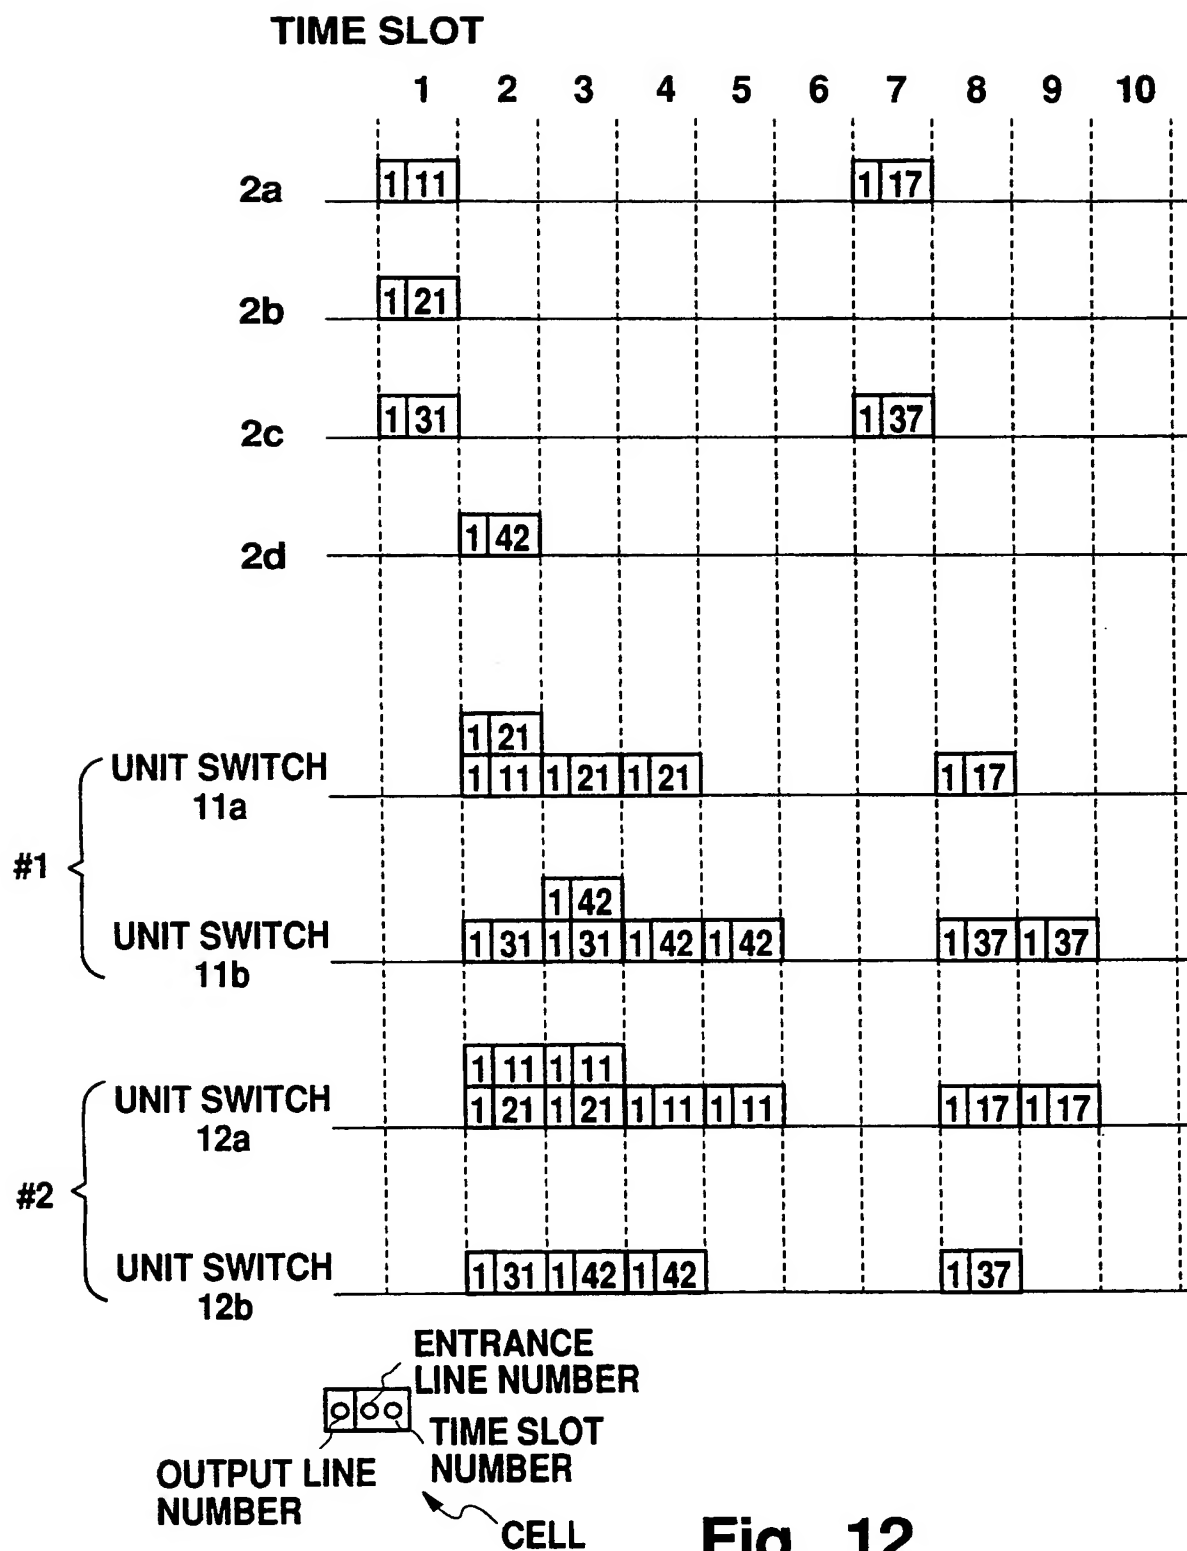 TIME SLOT
1 2 3 4 5 6 7 8 9 10
2a 1 11 1 17
2b 1 21
2c 1 31 1 37
2d 1 42
1 21
UNIT SWITCH 1 11 1 21 1 21 1 17
11a
#1
1 42
UNIT SWITCH 1 31 1 31 1 42 1 42 1 37 1 37
11b
1 11 1 11
UNIT SWITCH 1 21 1 21 1 11 1 11 1 17 1 17
12a
#2
UNIT SWITCH 1 31 1 42 1 42 1 37
12b
ENTRANCE
LINE NUMBER
TIME SLOT
NUMBER
OUTPUT LINE
NUMBER
CELL
Fig. 12